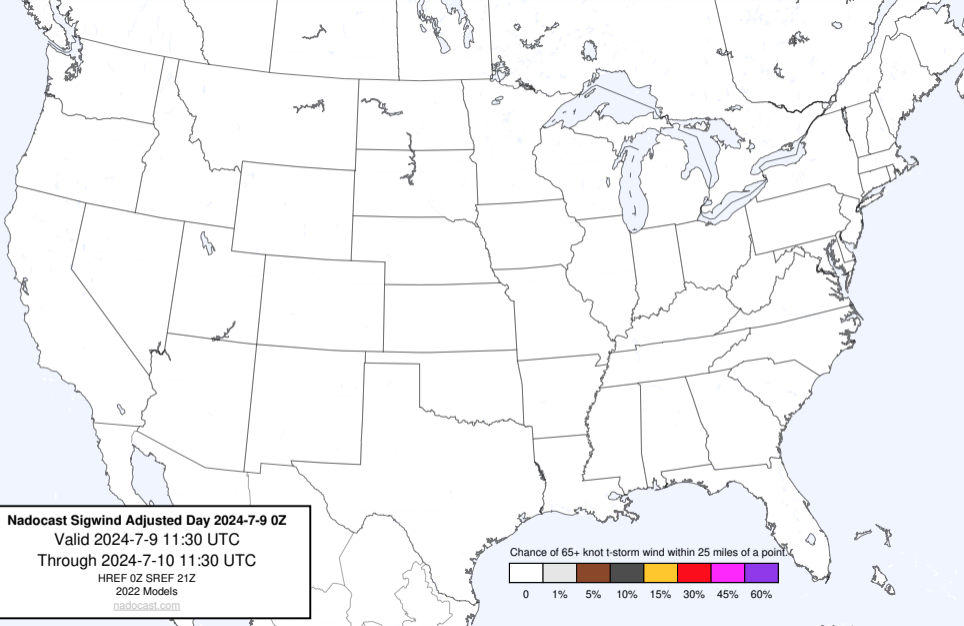 Nadocast Sigwind Adjusted Day 2024-7-9 0Z
Valid 2024-7-9 11:30 UTC
Through 2024-7-10 11:30 UTC
HREF 0Z SREF 21Z
2022 Models
nadocast.com
Chance of 65+ knot t-storm wind within 25 miles of a point.
0 1% 5% 10% 15% 30% 45% 60%